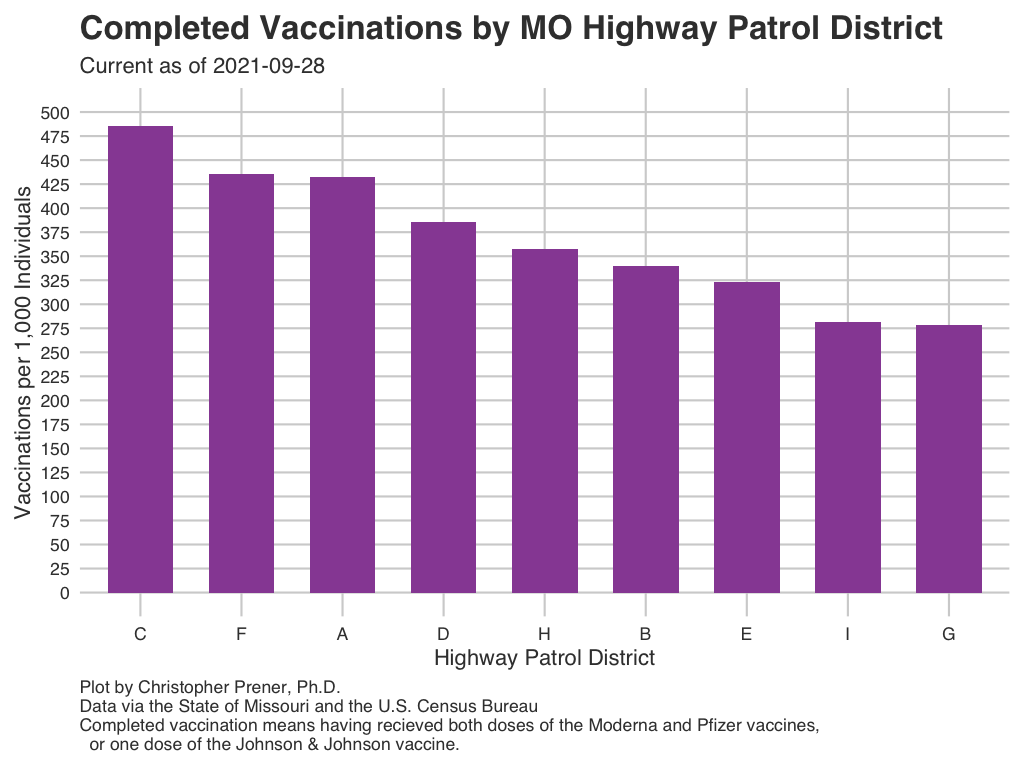 Completed Vaccinations by MO Highway Patrol District
Current as of 2021-09-28
Vaccinations per 1,000 Individuals
500
475
450
425
400
375
350
325
300
275
250
225
200
175
150
125
100
75
50
25
0
C F A D H B E I G
Highway Patrol District
Plot by Christopher Prener, Ph.D.
Data via the State of Missouri and the U.S. Census Bureau
Completed vaccination means having recieved both doses of the Moderna and Pfizer vaccines,
or one dose of the Johnson & Johnson vaccine.